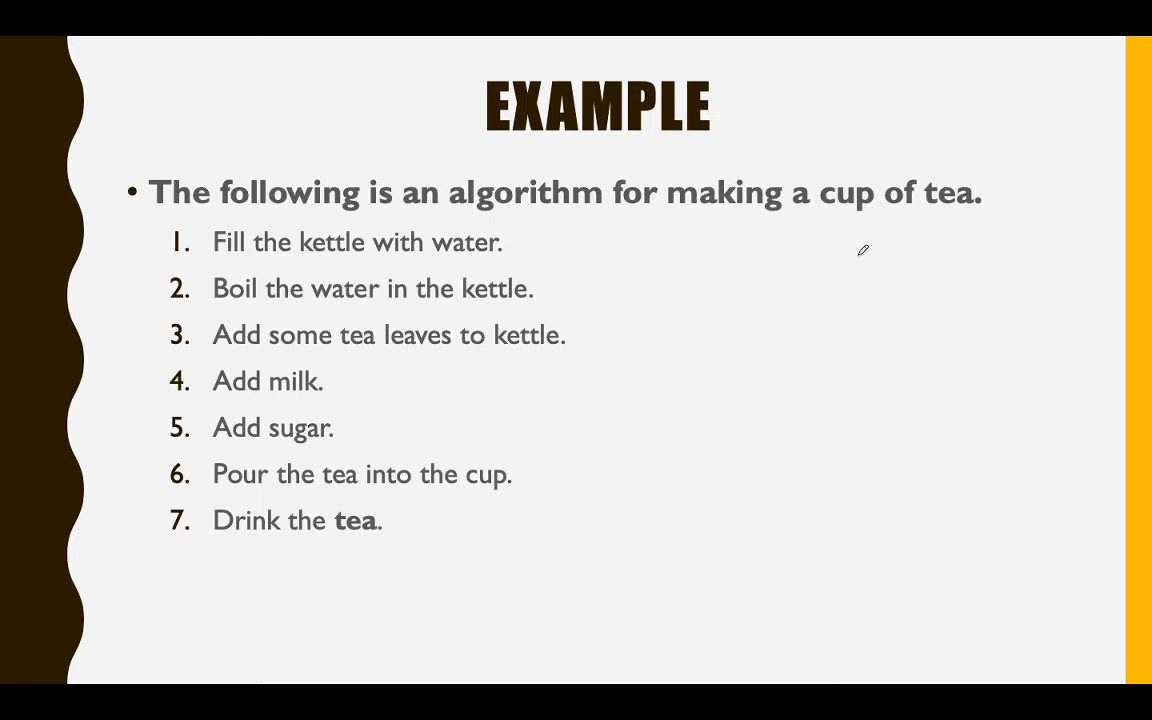 EXAMPLE
• The following is an algorithm for making a cup of tea.
1. Fill the kettle with water.
2. Boil the water in the kettle.
3. Add some tea leaves to kettle.
4. Add milk.
5. Add sugar.
6. Pour the tea into the cup.
7. Drink the tea.